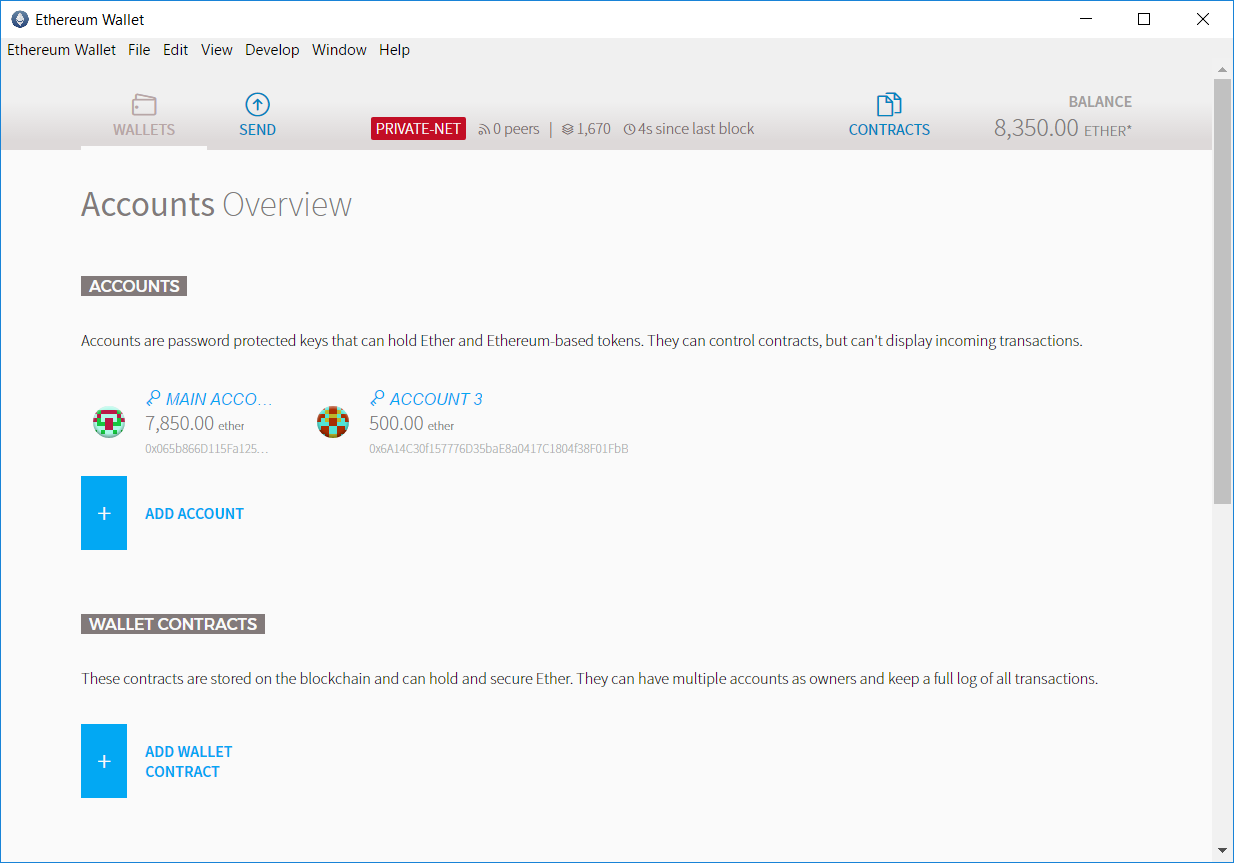 Ethereum Wallet
Ethereum Wallet File Edit View Develop Window Help
WALLETS
SEND
PRIVATE-NET 0 peers | 1,670 4s since last block
CONTRACTS
BALANCE
8,350.00 ETHER*
Accounts Overview
ACCOUNTS
Accounts are password protected keys that can hold Ether and Ethereum-based tokens. They can control contracts, but can't display incoming transactions.
MAIN ACCO...
7,850.00 ether
0x065b866D115Fa125...
ACCOUNT 3
500.00 ether
0x6A14C30f157776D35baE8a0417C1804f38F01FbB
+ ADD ACCOUNT
WALLET CONTRACTS
These contracts are stored on the blockchain and can hold and secure Ether. They can have multiple accounts as owners and keep a full log of all transactions.
+ ADD WALLET
CONTRACT